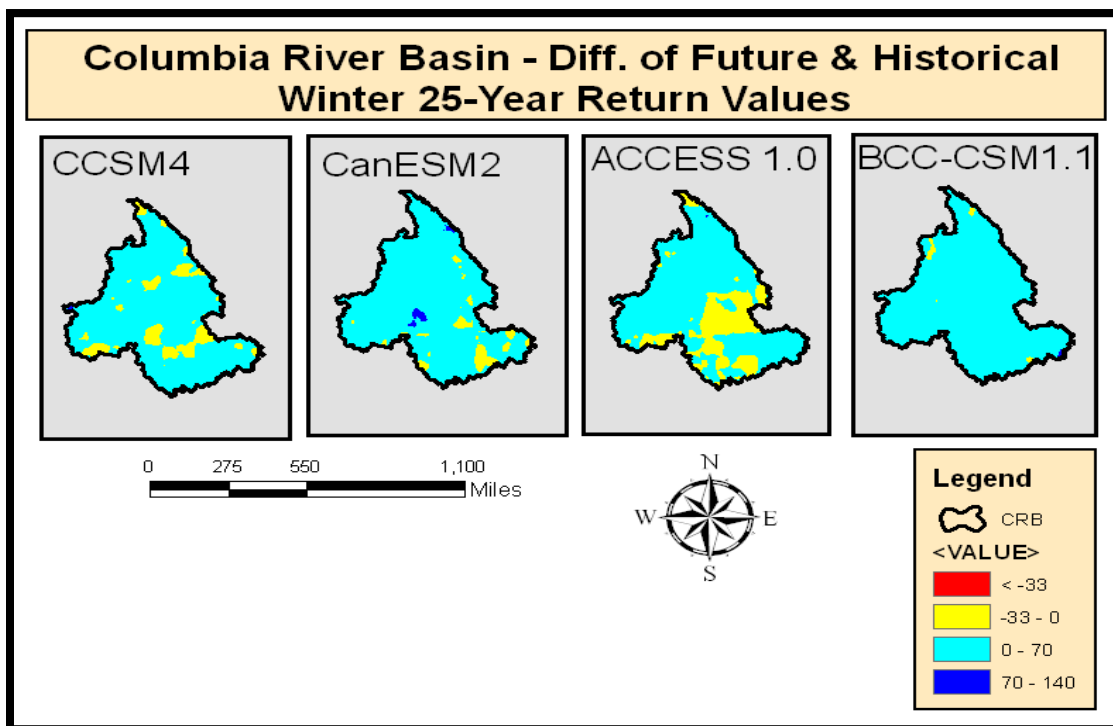 Columbia River Basin - Diff. of Future & Historical
Winter 25-Year Return Values
CCSM4
CanESM2
ACCESS 1.0
BCC-CSM1.1
0 275 550 1,100
Miles
N
W E
S
Legend
CRB
<VALUE>
< -33
-33 - 0
0 - 70
70 - 140